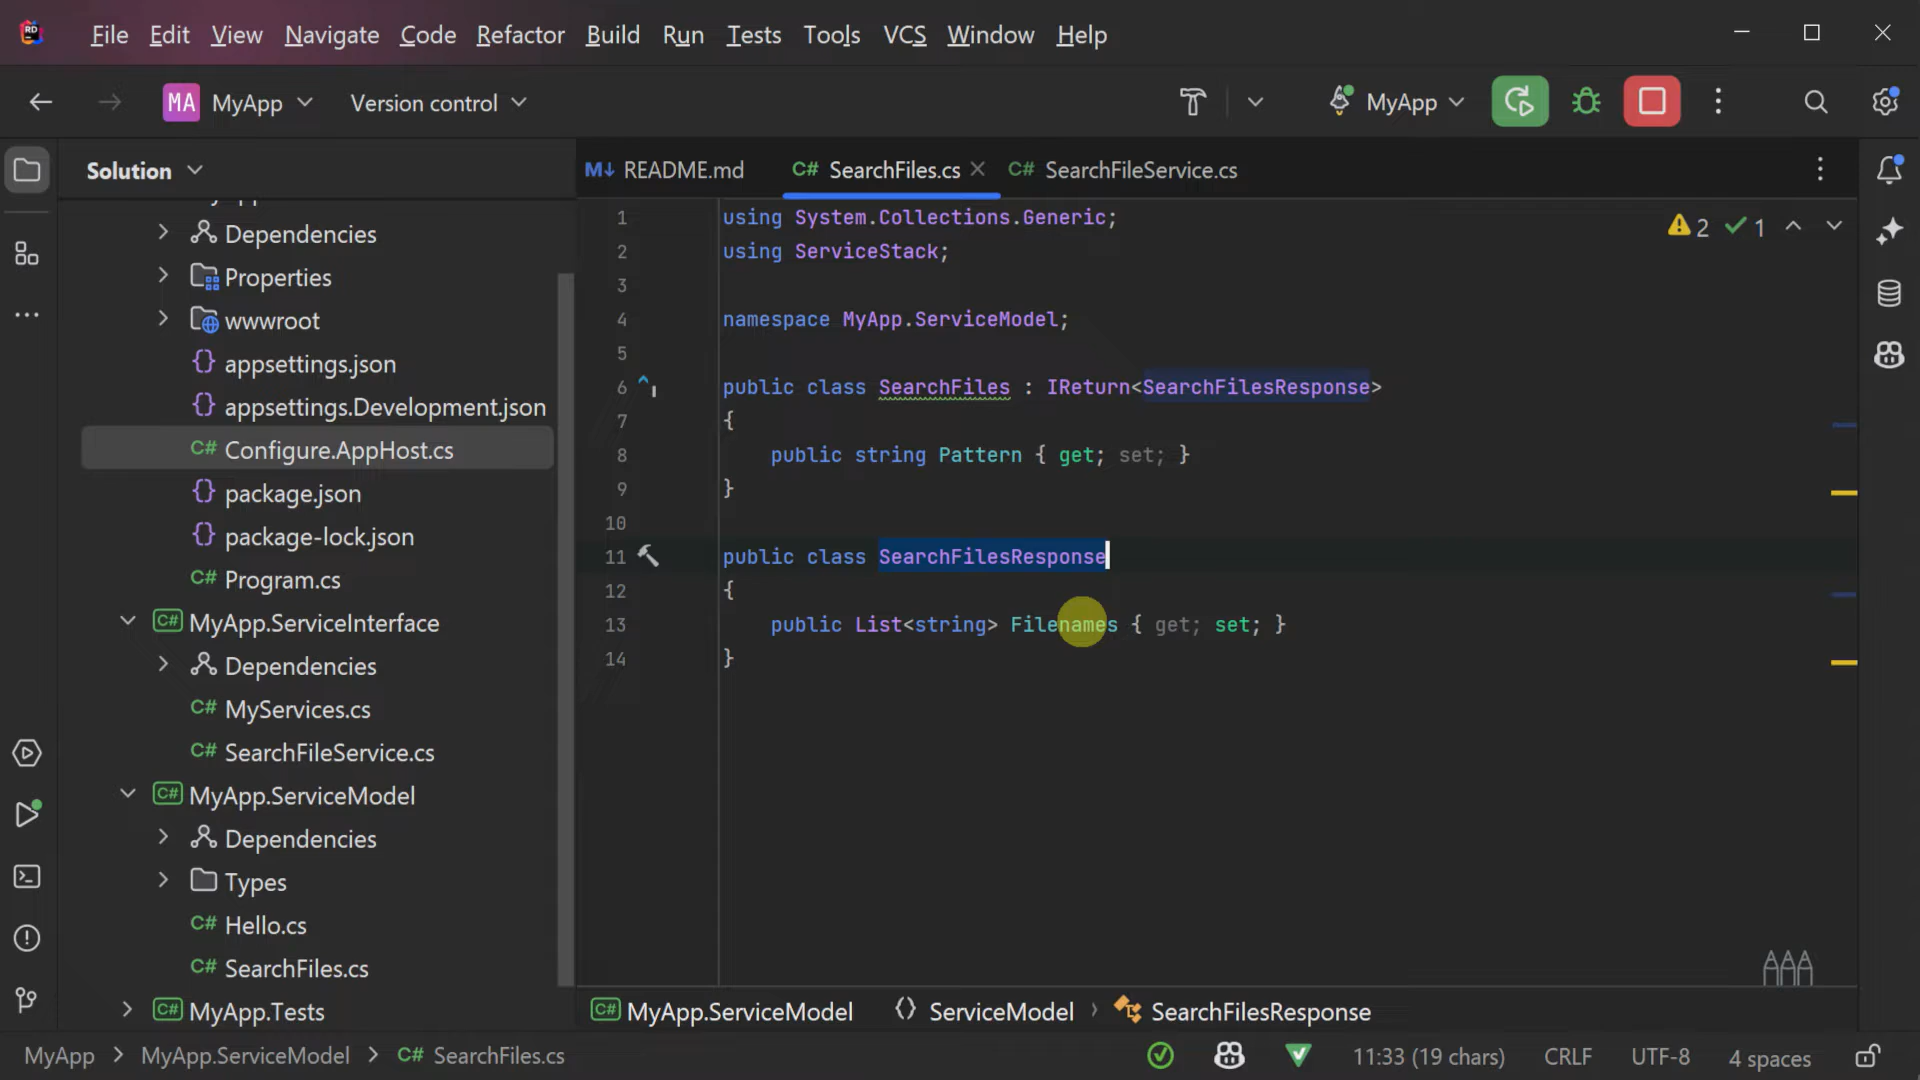 RD
File Edit View Navigate Code Refactor Build Run Tests Tools VCS Window Help
MA MyApp Version control MyApp
Solution
M↓ README.md C# SearchFiles.cs C# SearchFileService.cs
Dependencies
Properties
wwwroot
{} appsettings.json
{} appsettings.Development.json
C# Configure.AppHost.cs
{} package.json
{} package-lock.json
C# Program.cs
C# MyApp.ServiceInterface
Dependencies
C# MyServices.cs
C# SearchFileService.cs
C# MyApp.ServiceModel
Dependencies
Types
C# Hello.cs
C# SearchFiles.cs
C# MyApp.Tests
1 using System.Collections.Generic;
2 using ServiceStack;
3
4 namespace MyApp.ServiceModel;
5
6 public class SearchFiles : IReturn<SearchFilesResponse>
7 {
8 public string Pattern { get; set; }
9 }
10
11 public class SearchFilesResponse
12 {
13 public List<string> Filenames { get; set; }
14 }
2 1
C# MyApp.ServiceModel {} ServiceModel › SearchFilesResponse
MyApp > MyApp.ServiceModel > C# SearchFiles.cs 11:33 (19 chars) CRLF UTF-8 4 spaces